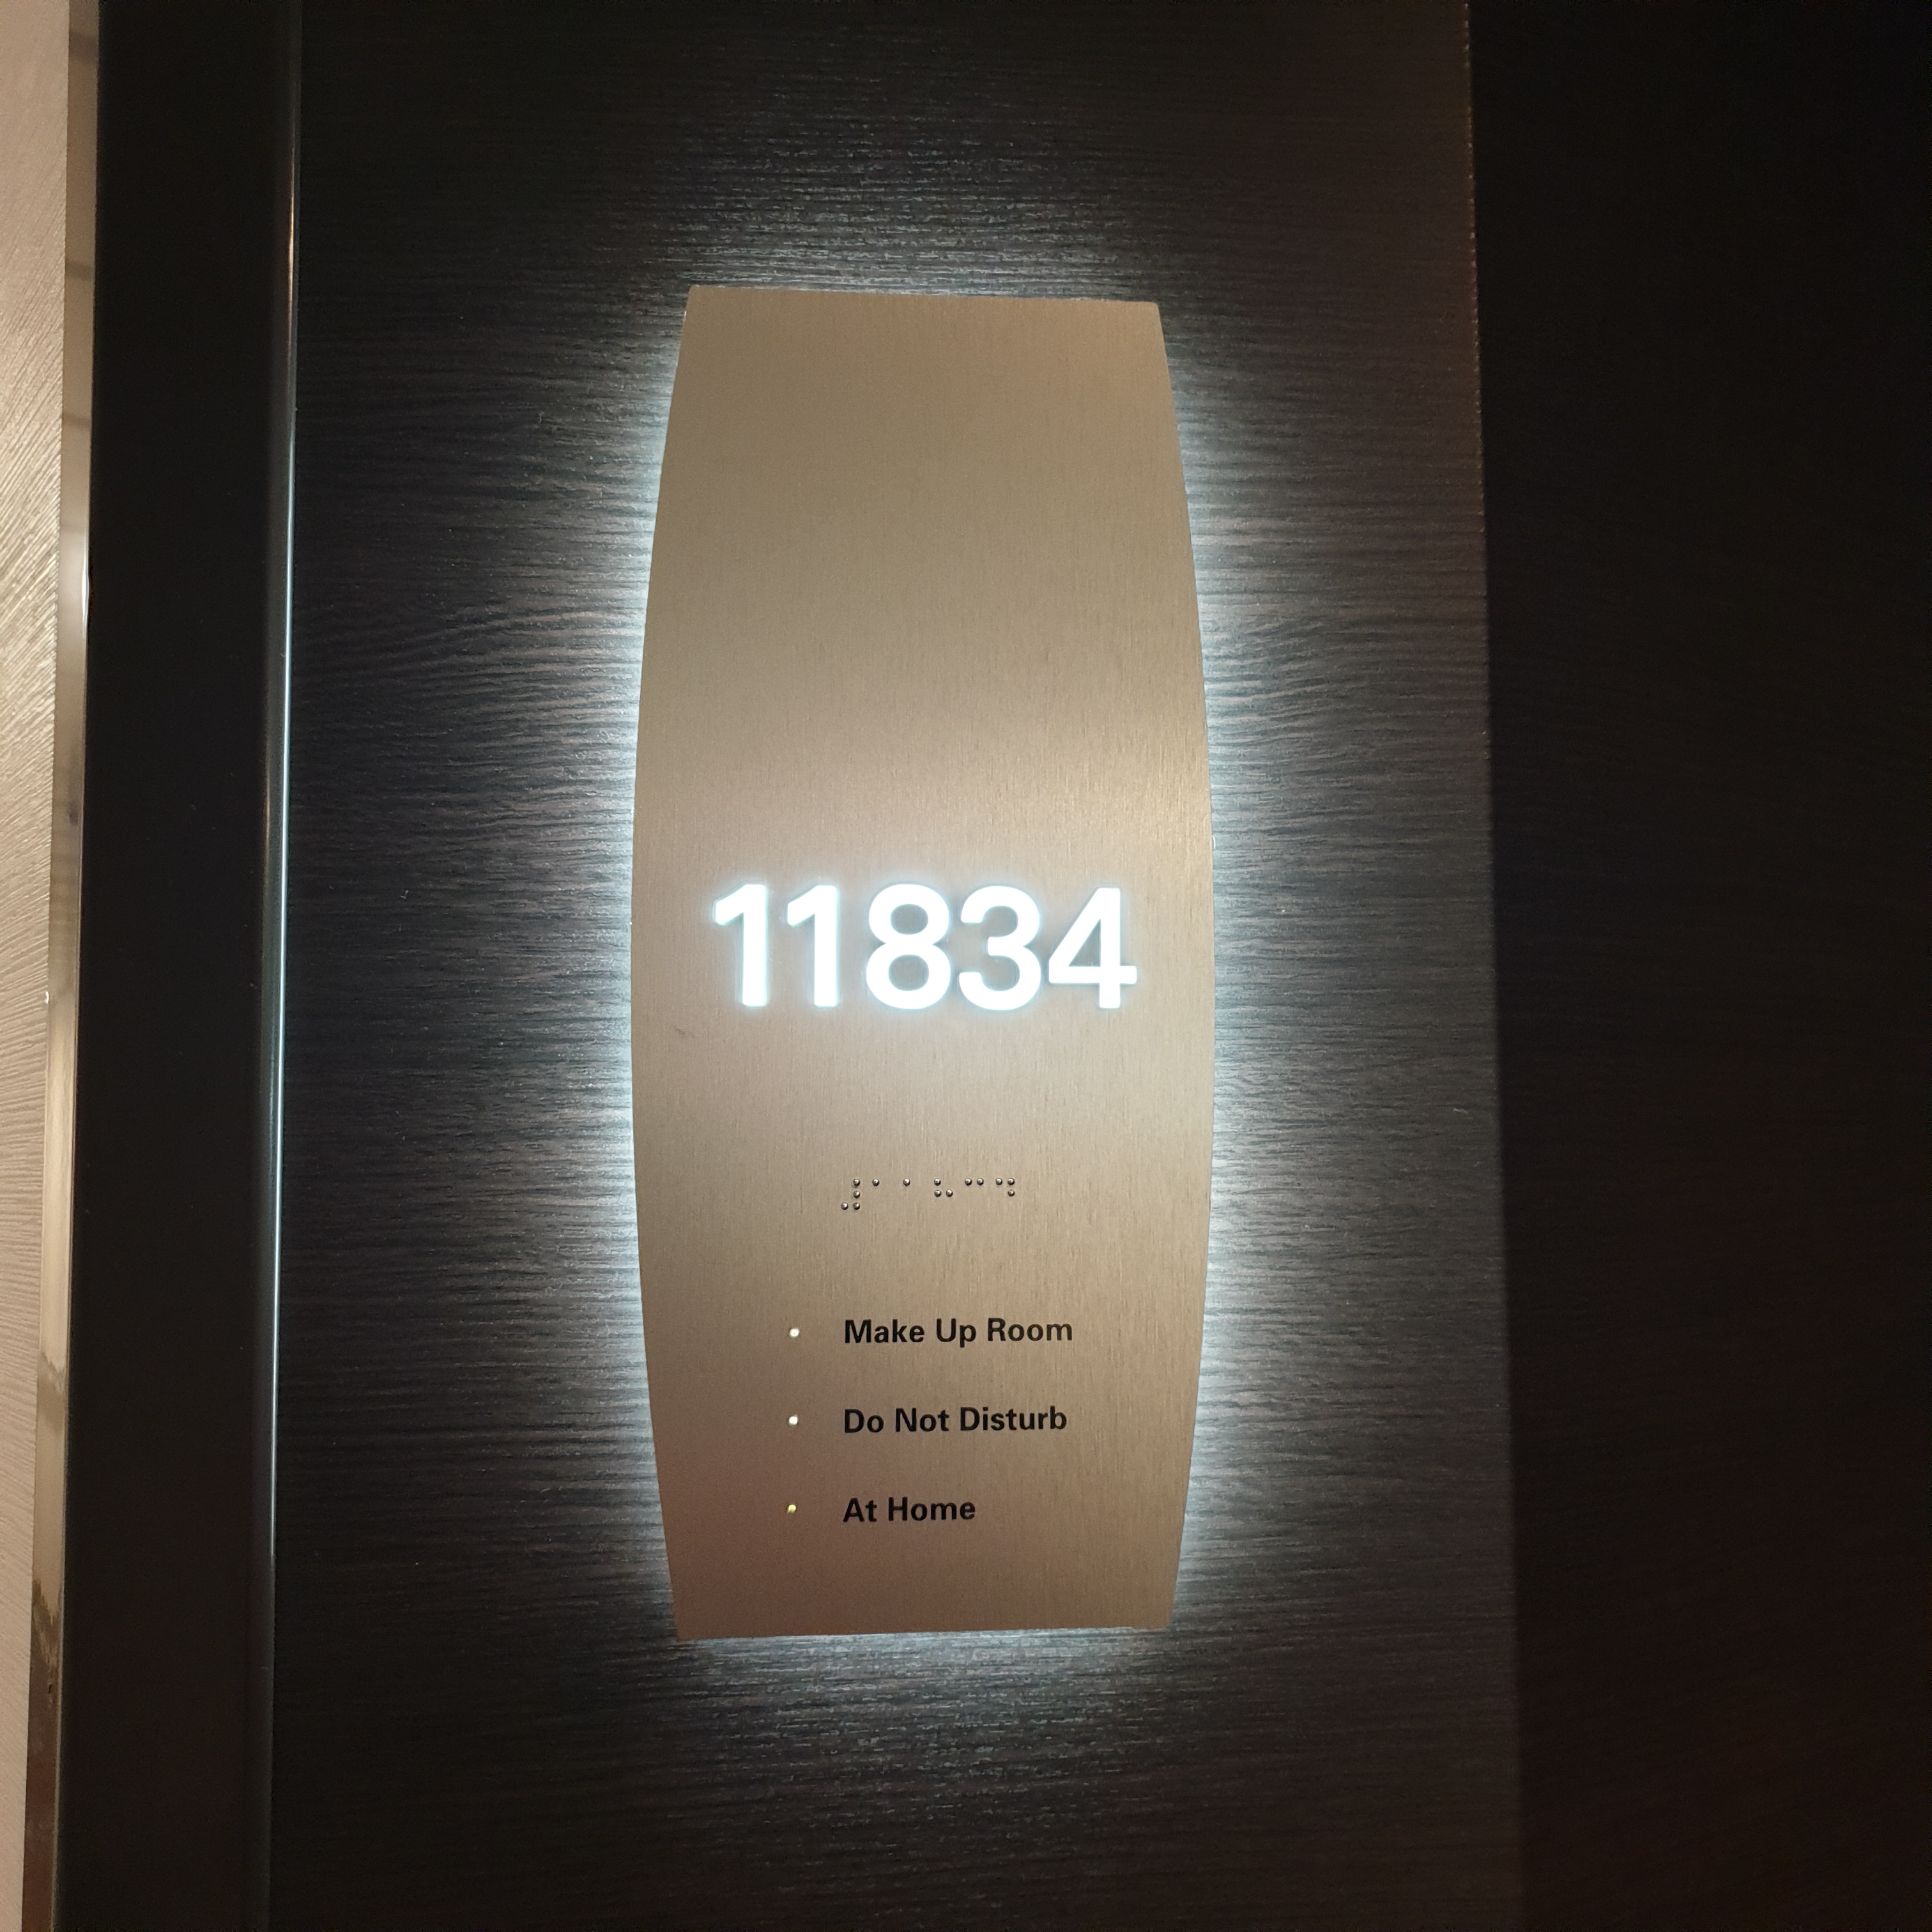 11834
⠼⠁⠁⠓⠉⠙
Make Up Room
Do Not Disturb
At Home